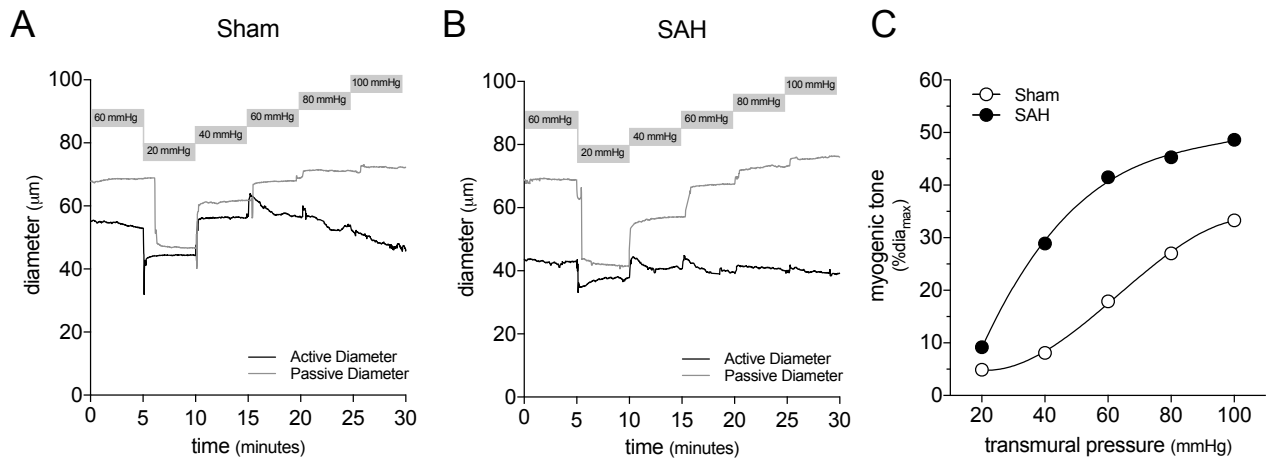 A
Sham
diameter (μm)
100
80
60
40
20
0
60 mmHg
20 mmHg
40 mmHg
60 mmHg
80 mmHg
100 mmHg
Active Diameter
Passive Diameter
0 5 10 15 20 25 30
time (minutes)
B
SAH
diameter (μm)
100
80
60
40
20
0
60 mmHg
20 mmHg
40 mmHg
60 mmHg
80 mmHg
100 mmHg
Active Diameter
Passive Diameter
0 5 10 15 20 25 30
time (minutes)
C
myogenic tone
(%dia_max)
60
50
40
30
20
10
0
Sham
SAH
20 40 60 80 100
transmural pressure (mmHg)